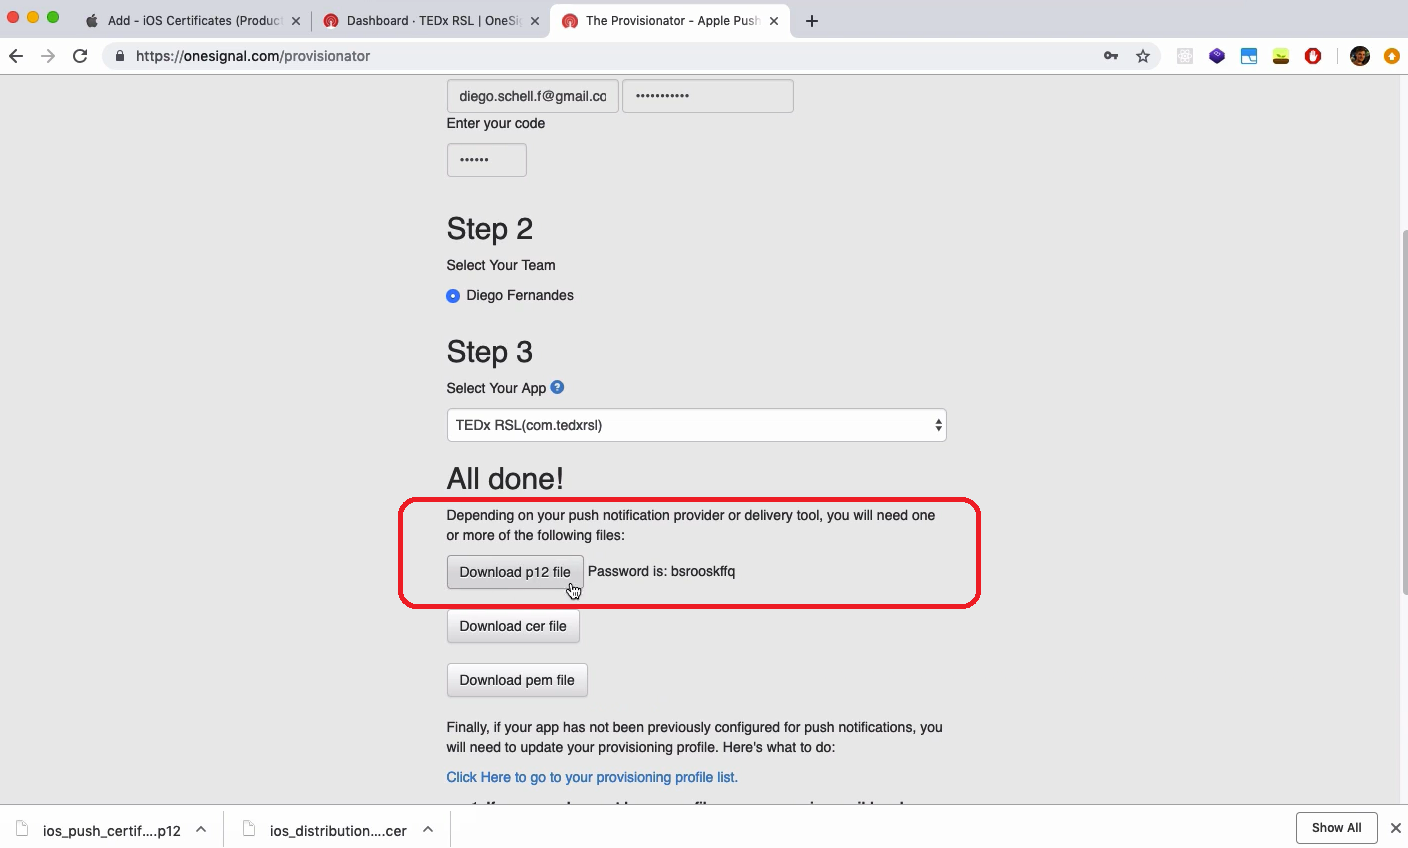 Add - iOS Certificates (Product
Dashboard · TEDx RSL | OneSig
The Provisionator - Apple Push
https://onesignal.com/provisionator
diego.schell.f@gmail.co
•••••••••••
Enter your code
••••••
Step 2
Select Your Team
Diego Fernandes
Step 3
Select Your App ?
TEDx RSL(com.tedxrsl)
All done!
Depending on your push notification provider or delivery tool, you will need one
or more of the following files:
Download p12 file Password is: bsrooskffq
Download cer file
Download pem file
Finally, if your app has not been previously configured for push notifications, you
will need to update your provisioning profile. Here's what to do:
Click Here to go to your provisioning profile list.
ios_push_certif....p12
ios_distribution....cer
Show All